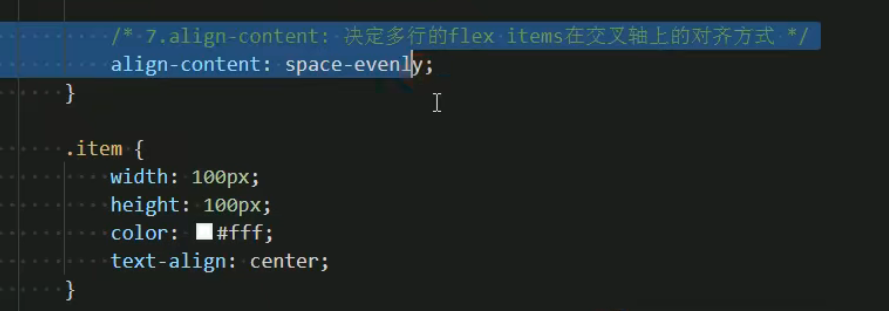 /* 7.align-content: 决定多行的flex items在交叉轴上的对齐方式 */
align-content: space-evenly;
}
.item {
width: 100px;
height: 100px;
color: #fff;
text-align: center;
}